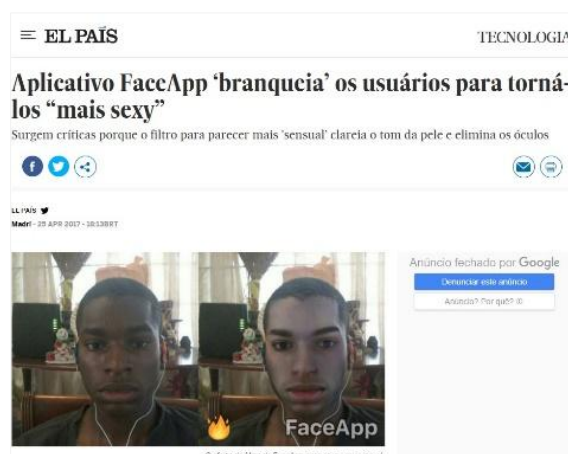 EL PAÍS
TECNOLOGIA
Aplicativo FaceApp ‘branqueia’ os usuários para torná-
los “mais sexy”
Surgem críticas porque o filtro para parecer mais ‘sensual’ clareia o tom da pele e elimina os óculos
EL PAÍS
Madri - 25 APR 2017 - 18:13BRT
Anúncio fechado por Google
Denunciar este anúncio
Anúncio? Por quê?
FaceApp